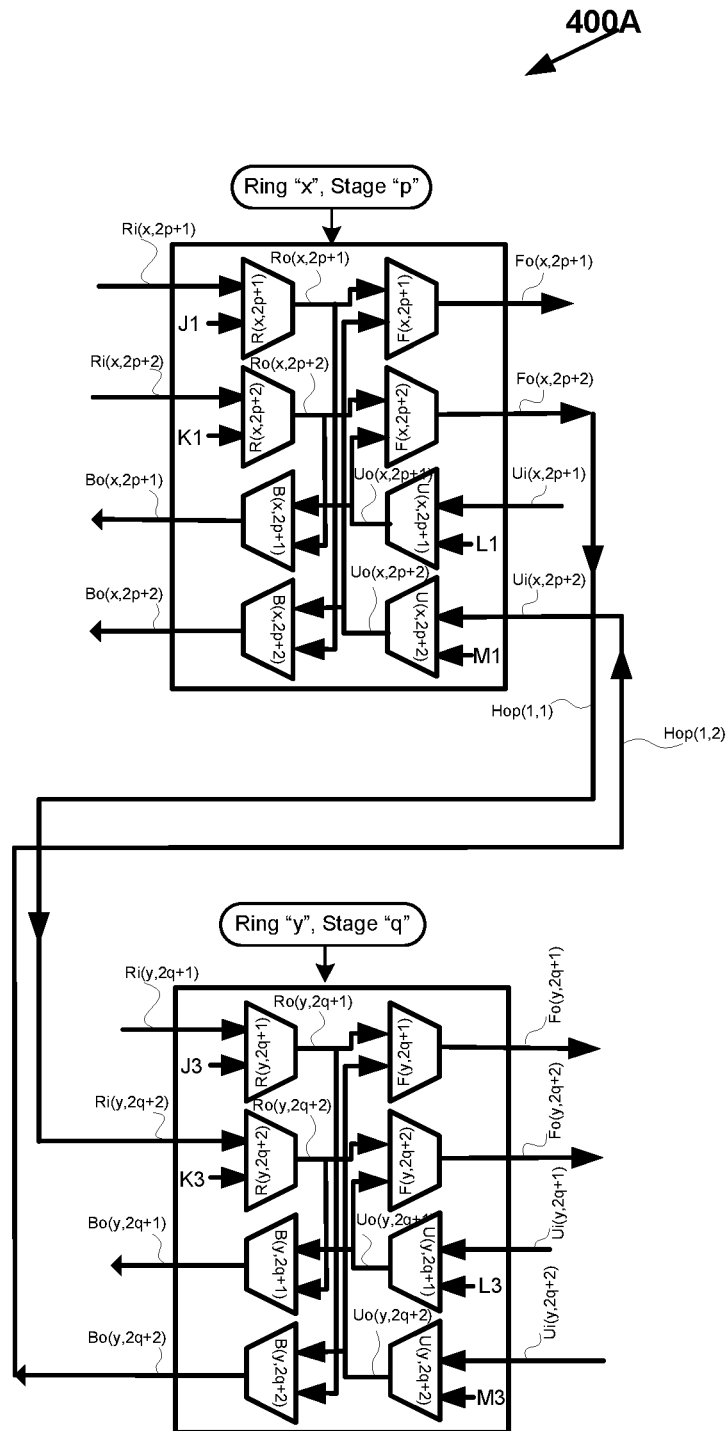 400A
Ring “x”, Stage “p”
Ri(x,2p+1)
Ro(x,2p+1)
Fo(x,2p+1)
R(x,2p+1)
F(x,2p+1)
J1
Ri(x,2p+2)
Ro(x,2p+2)
Fo(x,2p+2)
R(x,2p+2)
F(x,2p+2)
K1
Bo(x,2p+1)
Uo(x,2p+1)
Ui(x,2p+1)
B(x,2p+1)
U(x,2p+1)
L1
Bo(x,2p+2)
Uo(x,2p+2)
Ui(x,2p+2)
B(x,2p+2)
U(x,2p+2)
M1
Hop(1,1)
Hop(1,2)
Ring “y”, Stage “q”
Ri(y,2q+1)
Ro(y,2q+1)
Fo(y,2q+1)
R(y,2q+1)
F(y,2q+1)
J3
Ri(y,2q+2)
Ro(y,2q+2)
Fo(y,2q+2)
R(y,2q+2)
F(y,2q+2)
K3
Bo(y,2q+1)
Uo(y,2q+1)
Ui(y,2q+1)
B(y,2q+1)
U(y,2q+1)
L3
Bo(y,2q+2)
Uo(y,2q+2)
Ui(y,2q+2)
B(y,2q+2)
U(y,2q+2)
M3